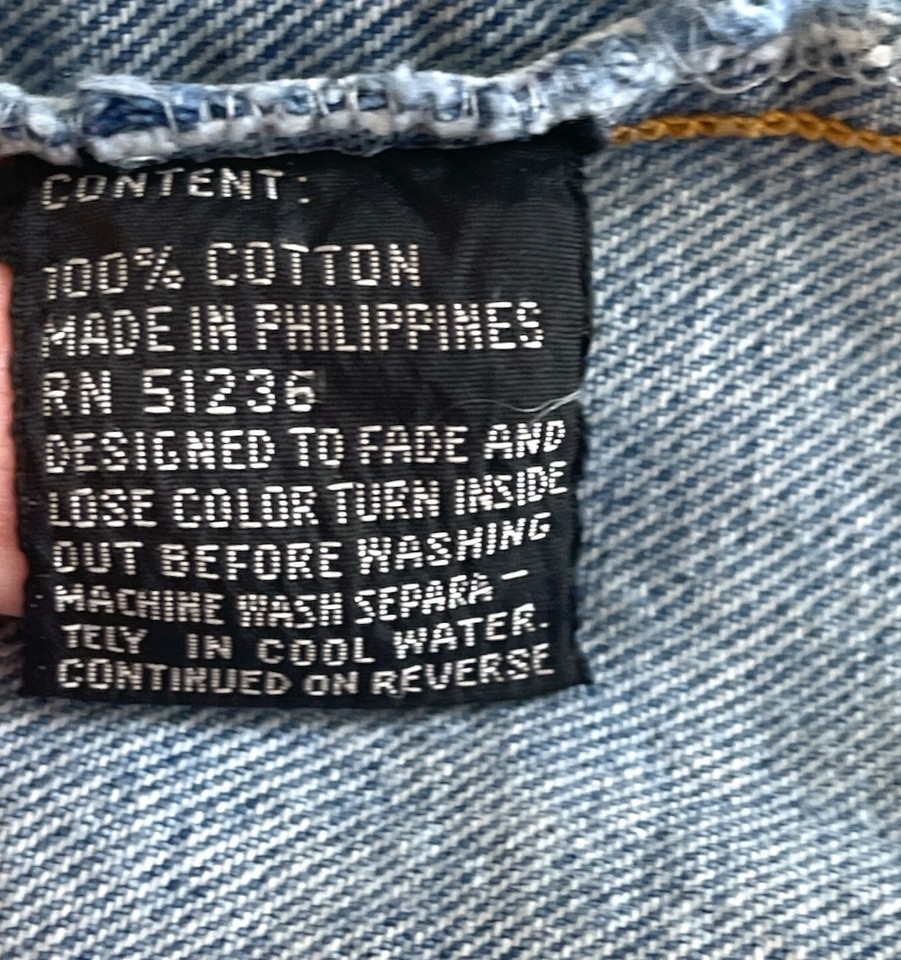 CONTENT:
100% COTTON
MADE IN PHILIPPINES
RN 51236
DESIGNED TO FADE AND
LOSE COLOR TURN INSIDE
OUT BEFORE WASHING
MACHINE WASH SEPARA-
TELY IN COOL WATER.
CONTINUED ON REVERSE